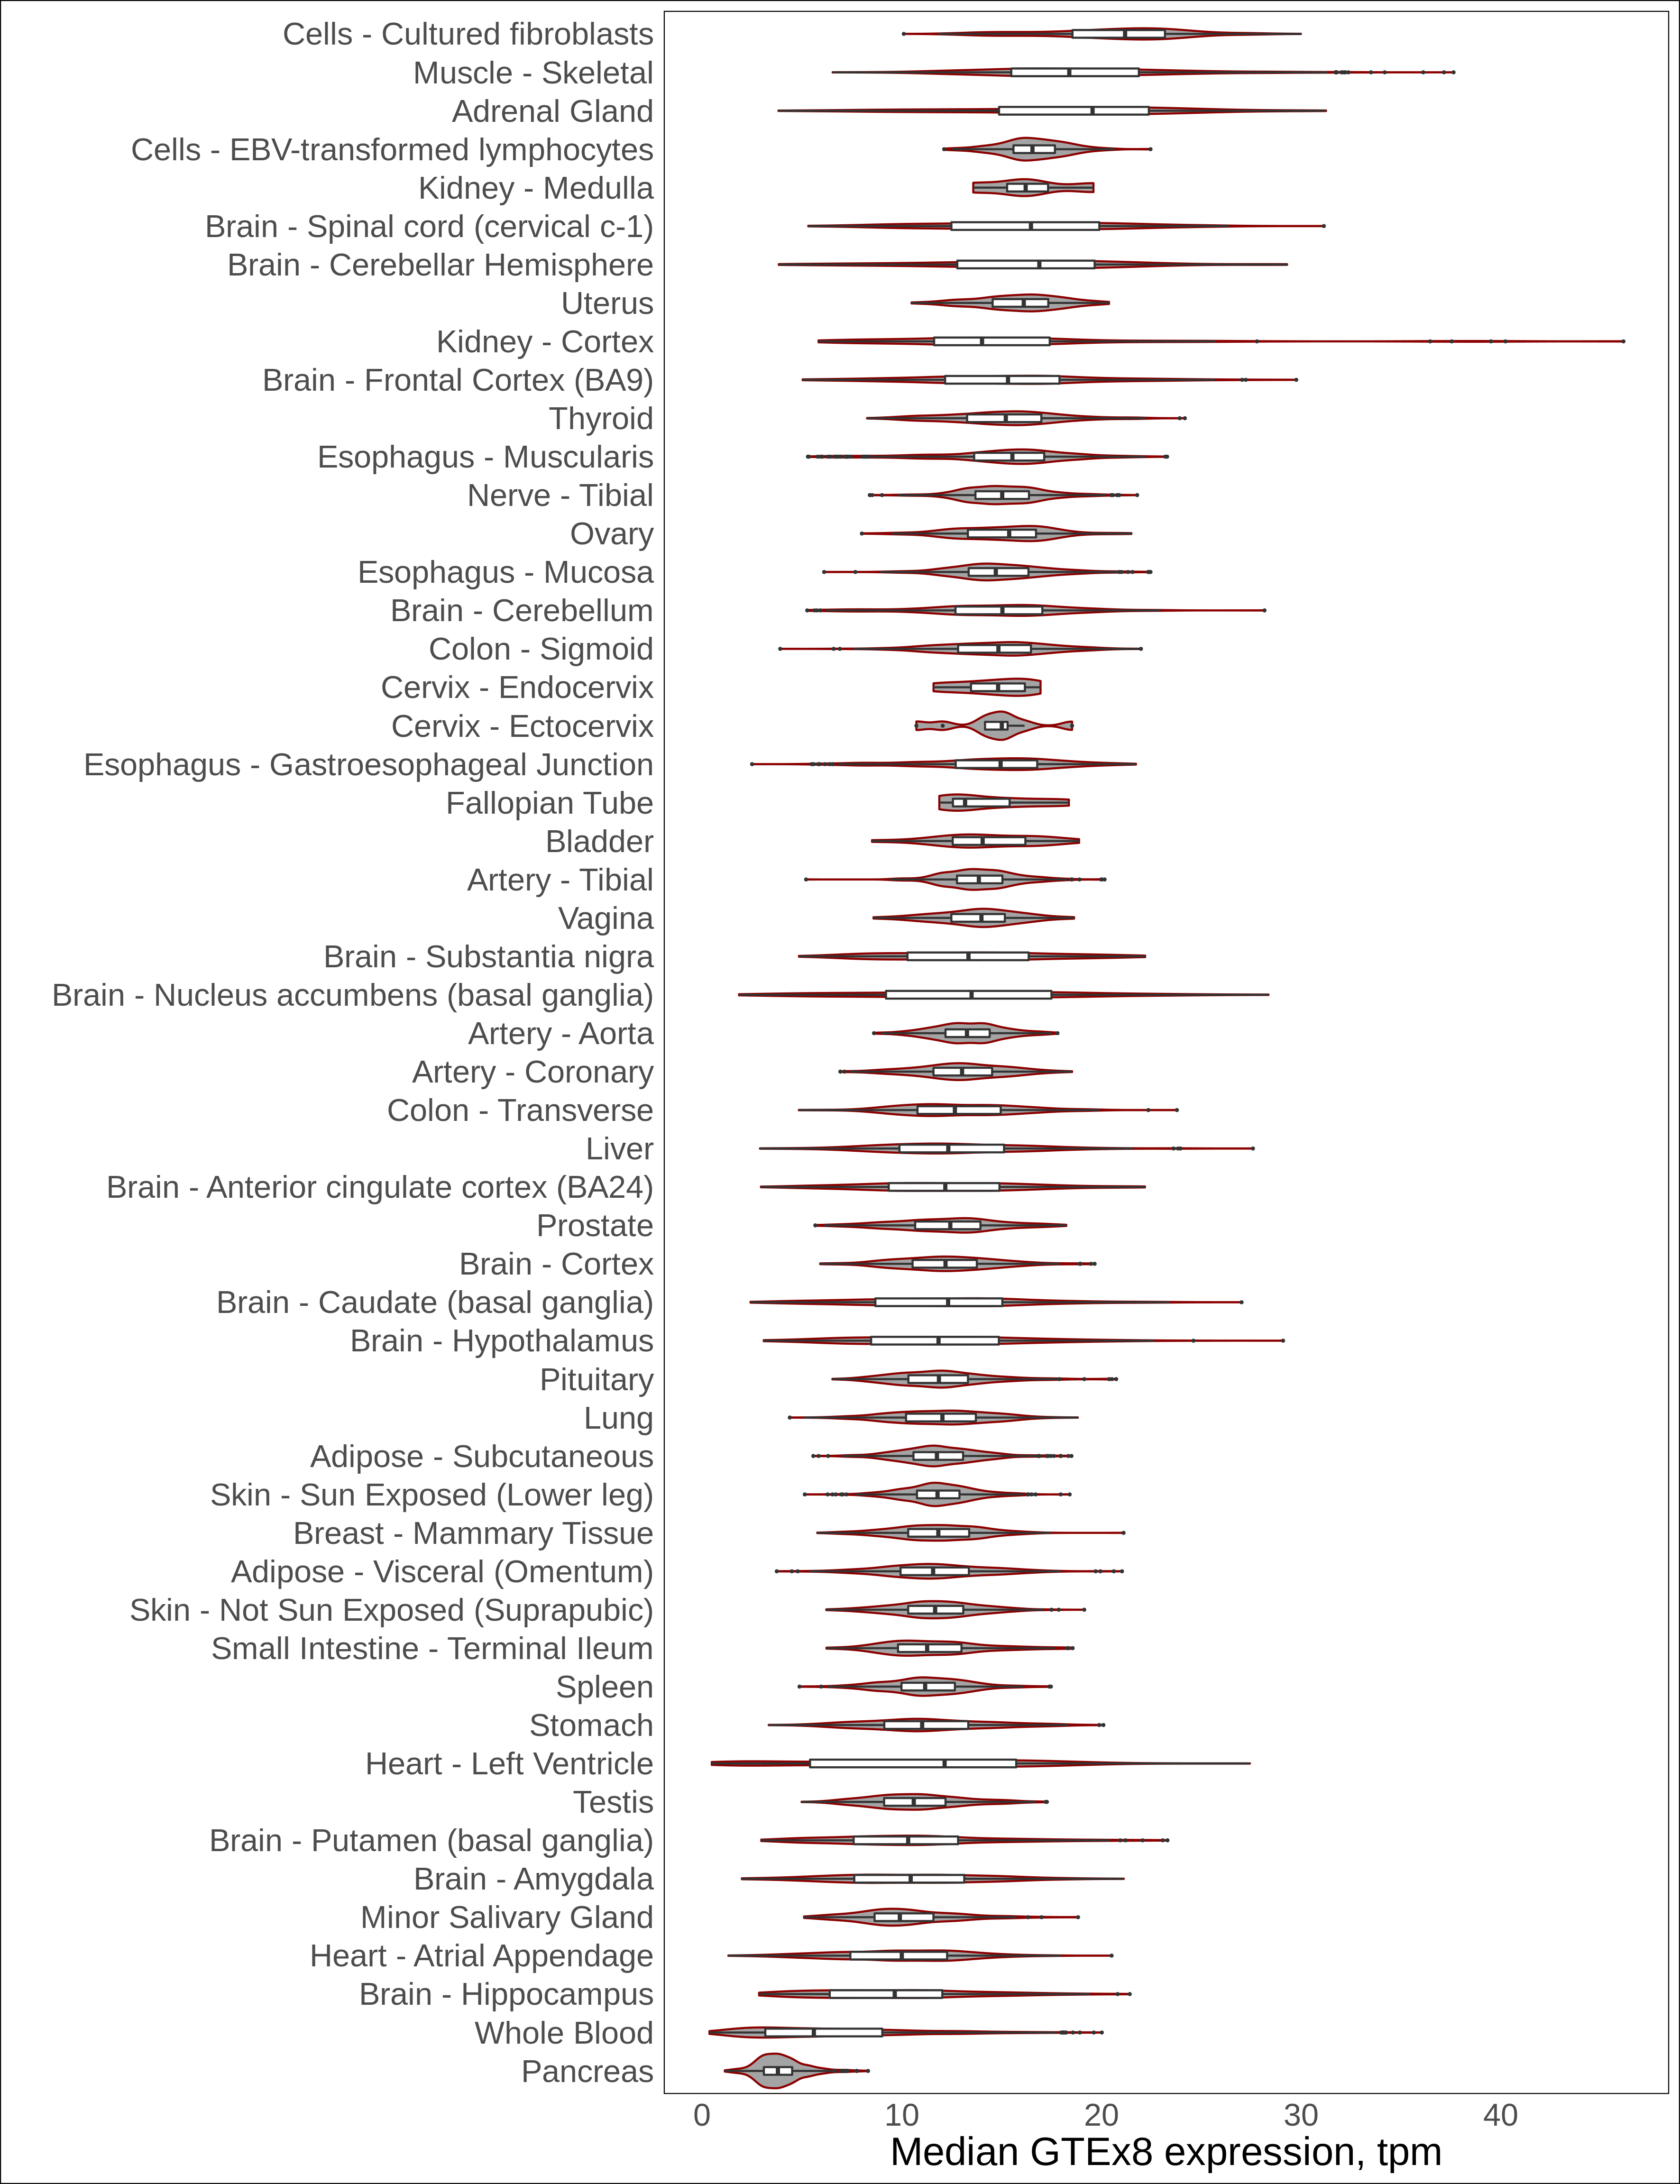 Cells - Cultured fibroblasts
Muscle - Skeletal
Adrenal Gland
Cells - EBV-transformed lymphocytes
Kidney - Medulla
Brain - Spinal cord (cervical c-1)
Brain - Cerebellar Hemisphere
Uterus
Kidney - Cortex
Brain - Frontal Cortex (BA9)
Thyroid
Esophagus - Muscularis
Nerve - Tibial
Ovary
Esophagus - Mucosa
Brain - Cerebellum
Colon - Sigmoid
Cervix - Endocervix
Cervix - Ectocervix
Esophagus - Gastroesophageal Junction
Fallopian Tube
Bladder
Artery - Tibial
Vagina
Brain - Substantia nigra
Brain - Nucleus accumbens (basal ganglia)
Artery - Aorta
Artery - Coronary
Colon - Transverse
Liver
Brain - Anterior cingulate cortex (BA24)
Prostate
Brain - Cortex
Brain - Caudate (basal ganglia)
Brain - Hypothalamus
Pituitary
Lung
Adipose - Subcutaneous
Skin - Sun Exposed (Lower leg)
Breast - Mammary Tissue
Adipose - Visceral (Omentum)
Skin - Not Sun Exposed (Suprapubic)
Small Intestine - Terminal Ileum
Spleen
Stomach
Heart - Left Ventricle
Testis
Brain - Putamen (basal ganglia)
Brain - Amygdala
Minor Salivary Gland
Heart - Atrial Appendage
Brain - Hippocampus
Whole Blood
Pancreas
0 10 20 30 40
Median GTEx8 expression, tpm